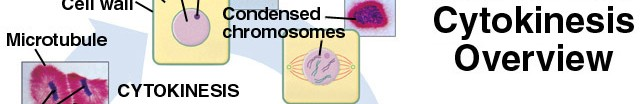 Cell wall
Condensed
chromosomes
Microtubule
CYTOKINESIS
Cytokinesis
Overview